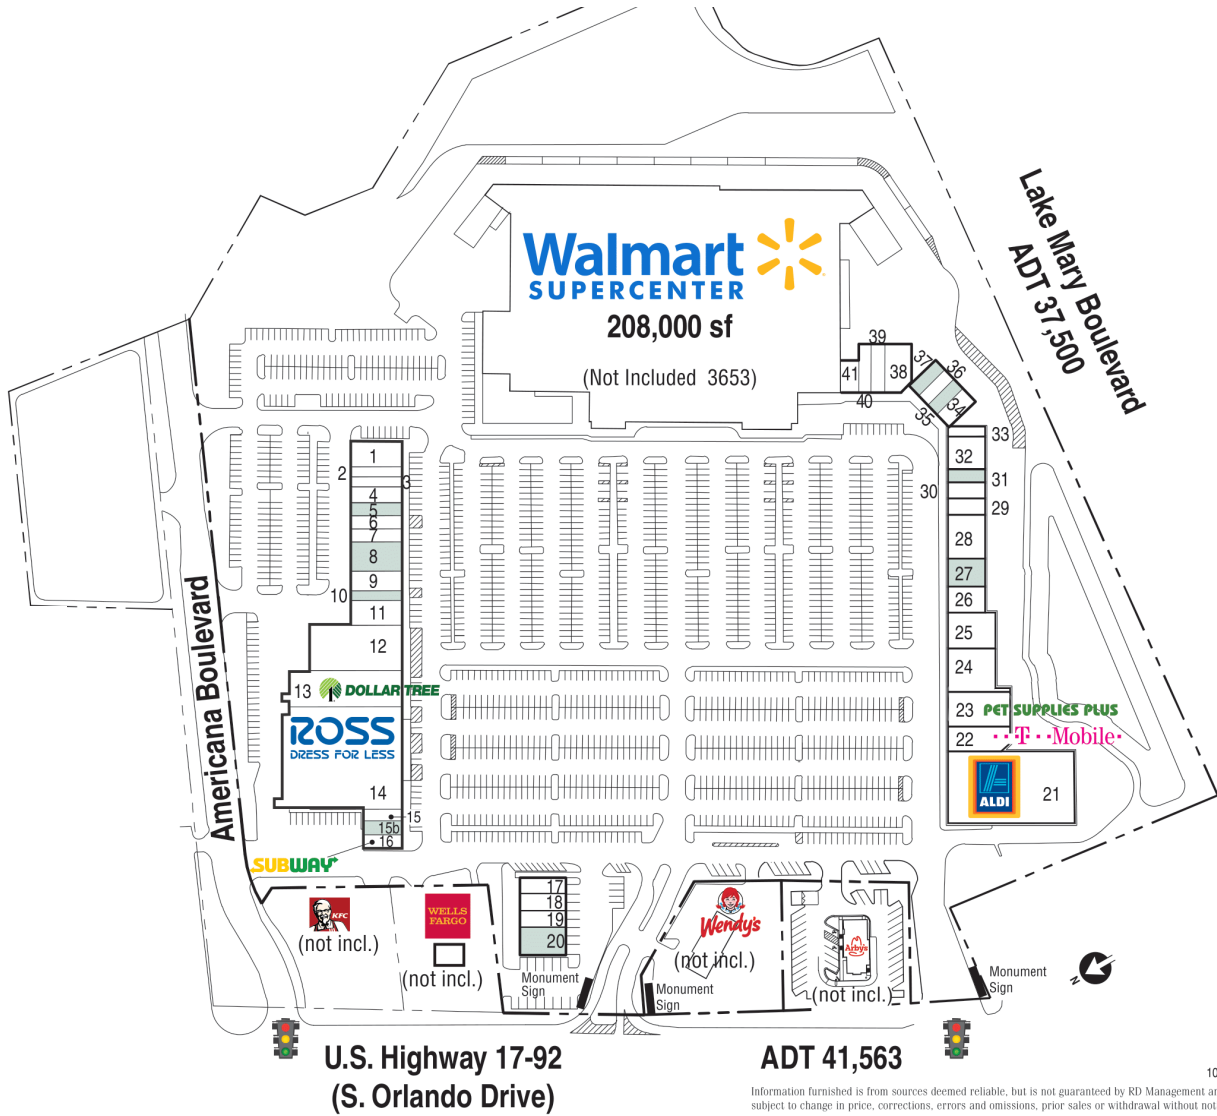 Walmart
SUPERCENTER
208,000 sf
(Not Included 3653)
Lake Mary Boulevard
ADT 37,500
39
41
38
40
37
36
35
34
33
32
31
30
29
28
27
26
25
24
23
PET SUPPLIES PLUS
22
T Mobile
ALDI
21
1
2
3
4
5
6
7
8
9
10
11
12
13
DOLLAR TREE
ROSS
DRESS FOR LESS
14
15
15b
16
SUBWAY
Americana Boulevard
KFC
(not incl.)
WELLS
FARGO
(not incl.)
17
18
19
20
Monument
Sign
Wendy's
(not incl.)
Monument
Sign
Arby's
(not incl.)
Monument
Sign
N
U.S. Highway 17-92
(S. Orlando Drive)
ADT 41,563
10
Information furnished is from sources deemed reliable, but is not guaranteed by RD Management an
subject to change in price, corrections, errors and omissions, prior sales or withdrawal without not